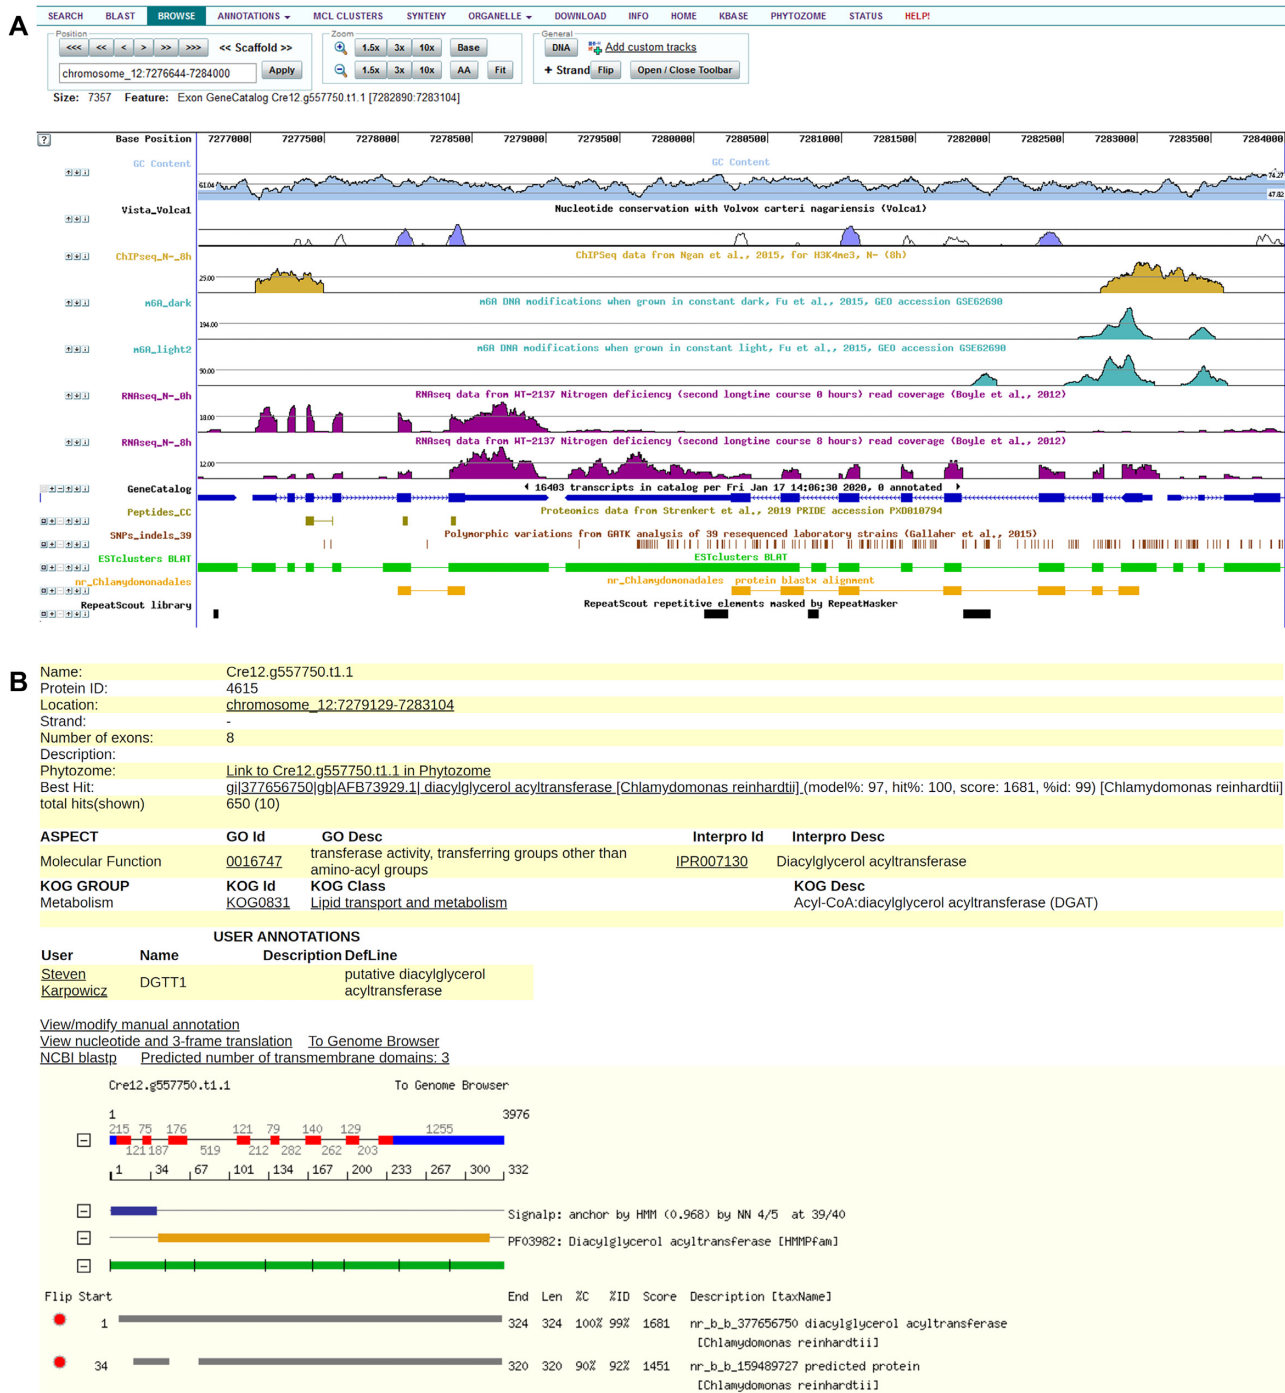 A
SEARCH BLAST BROWSE ANNOTATIONS MCL CLUSTERS SYNTENY ORGANELLE DOWNLOAD INFO HOME KBASE PHYTOZOME STATUS HELP!
Position Zoom General
<<< << < > >> >>> << Scaffold >> 1.5x 3x 10x Base DNA Add custom tracks
chromosome_12:7276644-7284000 Apply 1.5x 3x 10x AA Fit + Strand Flip Open / Close Toolbar
Size: 7357 Feature: Exon GeneCatalog Cre12.g557750.t1.1 [7282890:7283104]
? Base Position 7277000 7277500 7278000 7278500 7279000 7279500 7280000 7280500 7281000 7281500 7282000 7282500 7283000 7283500 7284000
GC Content GC Content
61.04 74.27
47.82
Vista_Volca1 Nucleotide conservation with Volvox carteri nagariensis (Volca1)
ChIPseq_N-_8h ChIPSeq data from Ngan et al., 2015, for H3K4me3, N- (8h)
25.00
m6A_dark m6A DNA modifications when grown in constant dark, Fu et al., 2015, GEO accession GSE62690
194.00
m6A_light2 m6A DNA modifications when grown in constant light, Fu et al., 2015, GEO accession GSE62690
90.00
RNAseq_N-_0h RNAseq data from WT-2137 Nitrogen deficiency (second longtime course 0 hours) read coverage (Boyle et al., 2012)
18.00
RNAseq_N-_8h RNAseq data from WT-2137 Nitrogen deficiency (second longtime course 8 hours) read coverage (Boyle et al., 2012)
12.00
GeneCatalog 16403 transcripts in catalog per Fri Jan 17 14:06:30 2020, 0 annotated
Peptides_CC Proteomics data from Strenkert et al., 2019 PRIDE accession PXD010794
SNPs_indels_39 Polymorphic variations from GATK analysis of 39 resequenced laboratory strains (Gallaher et al., 2015)
ESTclusters BLAT ESTclusters BLAT
nr_Chlamydomonadales nr_Chlamydomonadales protein blastx alignment
RepeatScout library RepeatScout repetitive elements masked by RepeatMasker
B
Name: Cre12.g557750.t1.1
Protein ID: 4615
Location: chromosome_12:7279129-7283104
Strand: -
Number of exons: 8
Description:
Phytozome: Link to Cre12.g557750.t1.1 in Phytozome
Best Hit: gi|377656750|gb|AFB73929.1| diacylglycerol acyltransferase [Chlamydomonas reinhardtii] (model%: 97, hit%: 100, score: 1681, %id: 99) [Chlamydomonas reinhardtii]
total hits(shown) 650 (10)
ASPECT GO Id GO Desc Interpro Id Interpro Desc
Molecular Function 0016747 transferase activity, transferring groups other than amino-acyl groups IPR007130 Diacylglycerol acyltransferase
KOG GROUP KOG Id KOG Class KOG Desc
Metabolism KOG0831 Lipid transport and metabolism Acyl-CoA:diacylglycerol acyltransferase (DGAT)
USER ANNOTATIONS
User Name Description DefLine
Steven Karpowicz DGTT1 putative diacylglycerol acyltransferase
View/modify manual annotation
View nucleotide and 3-frame translation To Genome Browser
NCBI blastp Predicted number of transmembrane domains: 3
Cre12.g557750.t1.1 To Genome Browser
1 3976
215 75 176 121 79 140 129 1255
121 187 519 212 282 262 203
1 34 67 101 134 167 200 233 267 300 332
Signalp: anchor by HMM (0.968) by NN 4/5 at 39/40
PF03982: Diacylglycerol acyltransferase [HMMPfam]
Flip Start End Len %C %ID Score Description [taxName]
1 324 324 100% 99% 1681 nr_b_b_377656750 diacylglycerol acyltransferase
[Chlamydomonas reinhardtii]
34 320 320 90% 92% 1451 nr_b_b_159489727 predicted protein
[Chlamydomonas reinhardtii]